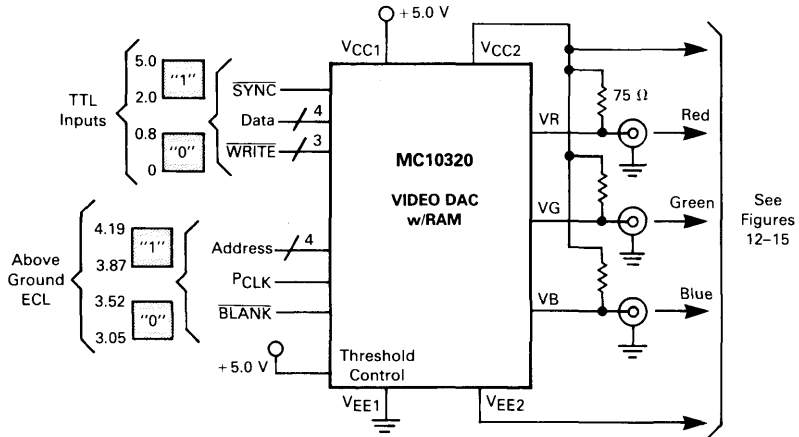 +5.0 V
VCC1
VCC2
5.0
"1"
2.0
TTL
Inputs
0.8
"0"
0
SYNC
Data
4
WRITE
3
MC10320
VIDEO DAC
w/RAM
75 Ω
VR
Red
VG
Green
VB
Blue
See
Figures
12–15
4.19
"1"
3.87
Above
Ground
ECL
3.52
"0"
3.05
Address
4
PCLK
BLANK
+5.0 V
Threshold
Control
VEE1
VEE2